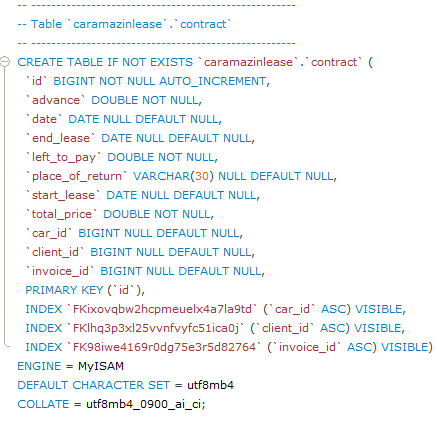 -- -----------------------------------------------------
-- Table `caramazinlease`.`contract`
-- -----------------------------------------------------
CREATE TABLE IF NOT EXISTS `caramazinlease`.`contract` (
  `id` BIGINT NOT NULL AUTO_INCREMENT,
  `advance` DOUBLE NOT NULL,
  `date` DATE NULL DEFAULT NULL,
  `end_lease` DATE NULL DEFAULT NULL,
  `left_to_pay` DOUBLE NOT NULL,
  `place_of_return` VARCHAR(30) NULL DEFAULT NULL,
  `start_lease` DATE NULL DEFAULT NULL,
  `total_price` DOUBLE NOT NULL,
  `car_id` BIGINT NULL DEFAULT NULL,
  `client_id` BIGINT NULL DEFAULT NULL,
  `invoice_id` BIGINT NULL DEFAULT NULL,
  PRIMARY KEY (`id`),
  INDEX `FKixovqbw2hcpmeuelx4a7la9td` (`car_id` ASC) VISIBLE,
  INDEX `FKlhq3p3xl25vvnfvyfc51ica0j` (`client_id` ASC) VISIBLE,
  INDEX `FK98iwe4169r0dg75e3r5d82764` (`invoice_id` ASC) VISIBLE)
ENGINE = MyISAM
DEFAULT CHARACTER SET = utf8mb4
COLLATE = utf8mb4_0900_ai_ci;